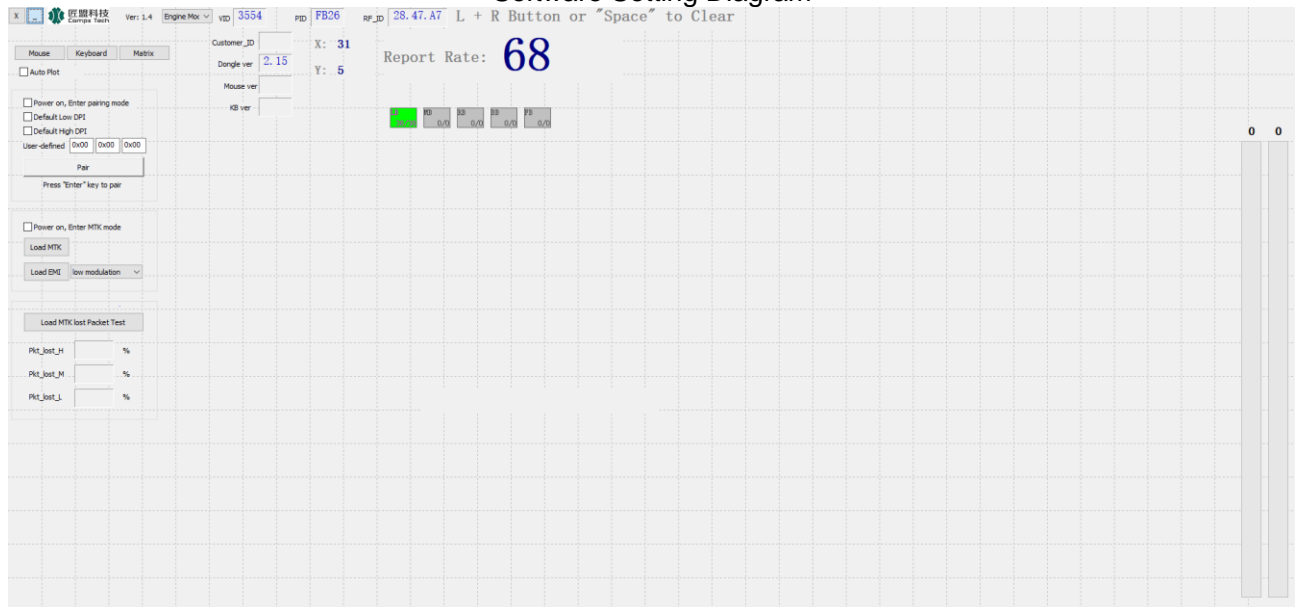 Software Setting Diagram
x _ 匠盟科技 Compx Tech Ver: 1.4 Engine Mox VID 3554 PID FB26 RF_ID 28.47.A7 L + R Button or "Space" to Clear
Mouse Keyboard Matrix
Auto Plot
Customer_ID
Dongle ver 2.15
Mouse ver
KB ver
X: 31
Y: 5
Report Rate: 68
0/0 0/0 0/0 0/0
0 0
Power on, Enter pairing mode
Default Low DPI
Default High DPI
User-defined 0x00 0x00 0x00
Pair
Press "Enter" key to pair
Power on, Enter MTK mode
Load MTK
Load EMI low modulation
Load MTK lost Packet Test
Pkt_lost_H %
Pkt_lost_M %
Pkt_lost_L %